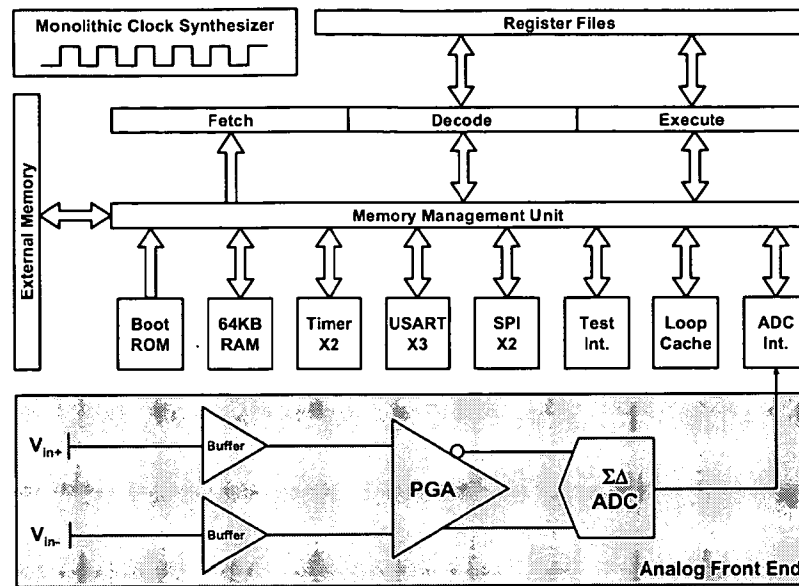 Monolithic Clock Synthesizer
Register Files
Fetch
Decode
Execute
External Memory
Memory Management Unit
Boot
ROM
64KB
RAM
Timer
X2
USART
X3
SPI
X2
Test
Int.
Loop
Cache
ADC
Int.
Vin+
Buffer
PGA
ΣΔ
ADC
Vin-
Buffer
Analog Front End